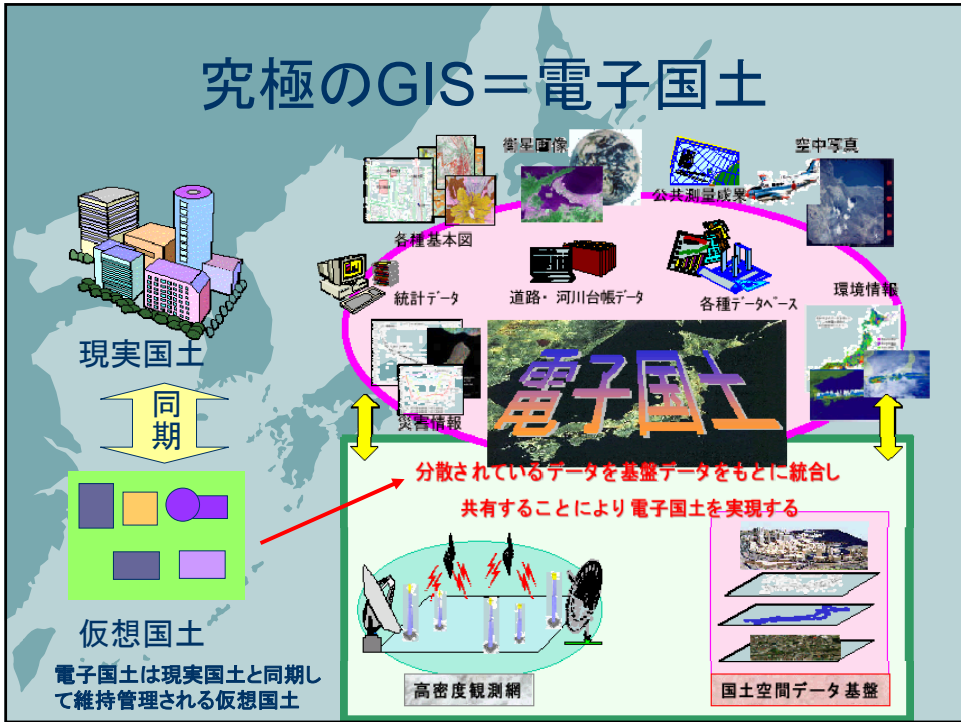 究極のGIS＝電子国土
衛星画像
空中写真
公共測量成果
各種基本図
統計データ
道路・河川台帳データ
各種データベース
環境情報
現実国土
電子国土
同
期
災害情報
分散されているデータを基盤データをもとに統合し
共有することにより電子国土を実現する
仮想国土
電子国土は現実国土と同期し
て維持管理される仮想国土
高密度観測網
国土空間データ基盤